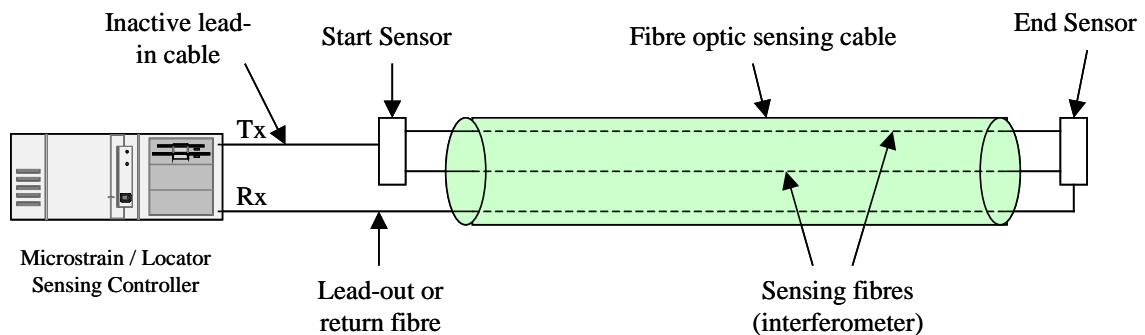 Inactive lead-
in cable
Start Sensor
Fibre optic sensing cable
End Sensor
Tx
Rx
Microstrain / Locator
Sensing Controller
Lead-out or
return fibre
Sensing fibres
(interferometer)